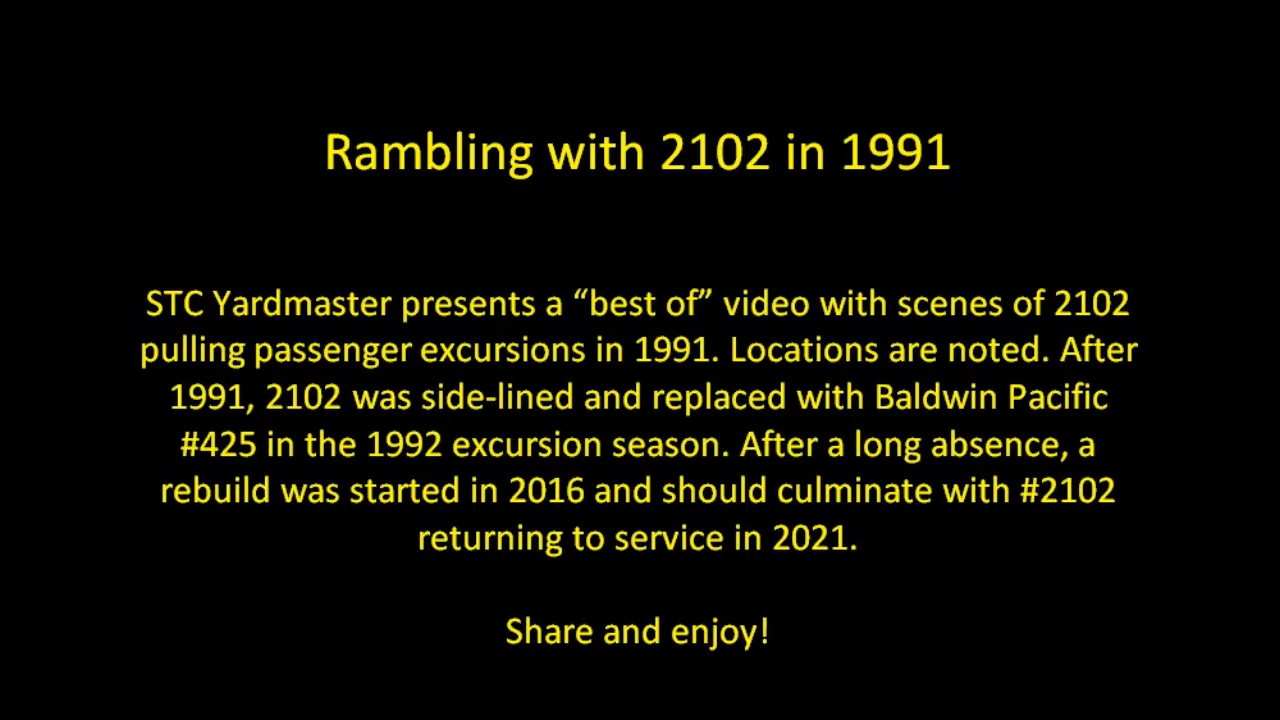 Rambling with 2102 in 1991
STC Yardmaster presents a “best of” video with scenes of 2102
pulling passenger excursions in 1991. Locations are noted. After
1991, 2102 was side-lined and replaced with Baldwin Pacific
#425 in the 1992 excursion season. After a long absence, a
rebuild was started in 2016 and should culminate with #2102
returning to service in 2021.
Share and enjoy!